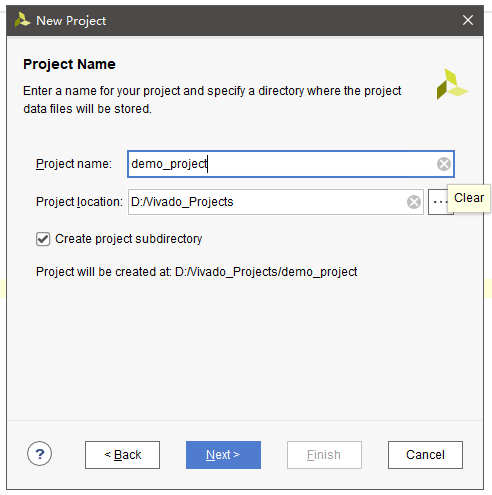 New Project
Project Name
Enter a name for your project and specify a directory where the project
data files will be stored.
Project name: demo_project
Project location: D:/Vivado_Projects ...
Clear
Create project subdirectory
Project will be created at: D:/Vivado_Projects/demo_project
? < Back Next > Finish Cancel